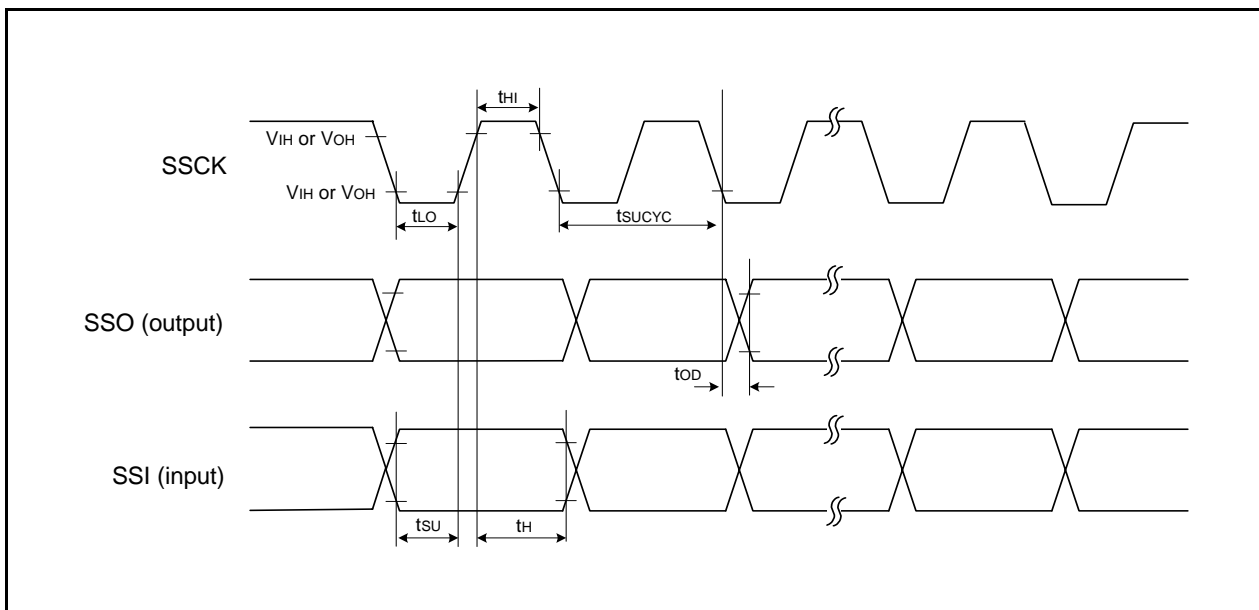 tHI
VIH or VOH
SSCK
VIH or VOH
tLO
tSUCYC
SSO (output)
tOD
SSI (input)
tSU
tH